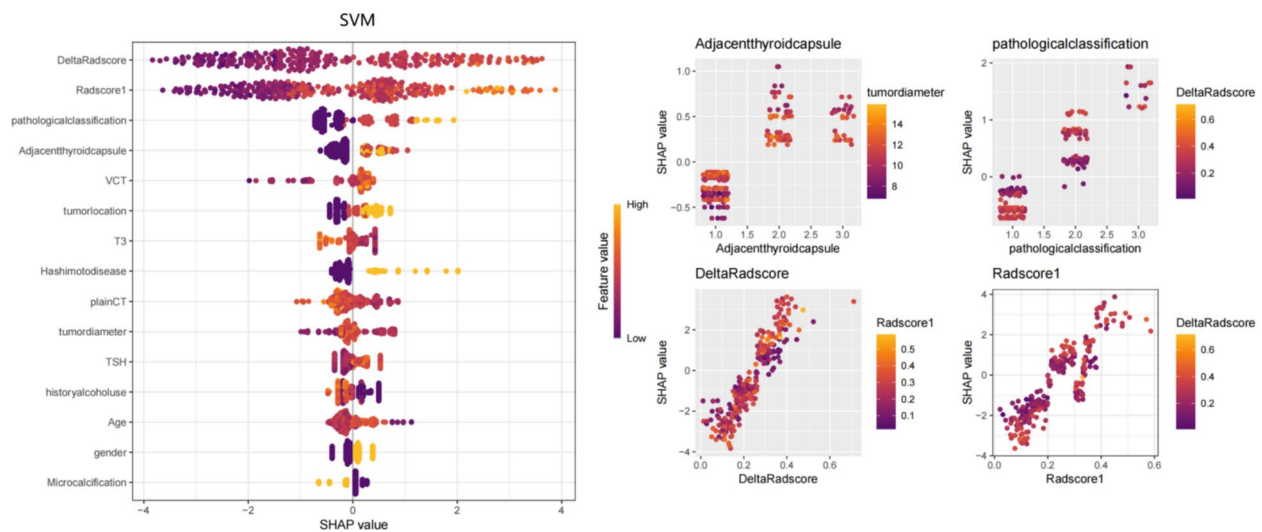 SVM
DeltaRadscore
Radscore1
pathologicalclassification
Adjacentthyroidcapsule
VCT
tumorlocation
T3
Hashimotodisease
plainCT
tumordiameter
TSH
historyalcoholuse
Age
gender
Microcalcification
−4 −2 0 2 4
SHAP value
High
Feature value
Low
Adjacentthyroidcapsule
SHAP value
1.0
0.5
0.0
−0.5
1.0 1.5 2.0 2.5 3.0
Adjacentthyroidcapsule
tumordiameter
14
12
10
8
pathologicalclassification
SHAP value
2
1
0
1.0 1.5 2.0 2.5 3.0
pathologicalclassification
DeltaRadscore
0.6
0.4
0.2
DeltaRadscore
SHAP value
2
0
−2
−4
0.0 0.2 0.4 0.6
DeltaRadscore
Radscore1
0.5
0.4
0.3
0.2
0.1
Radscore1
SHAP value
4
2
0
−2
−4
0.0 0.2 0.4 0.6
Radscore1
DeltaRadscore
0.6
0.4
0.2